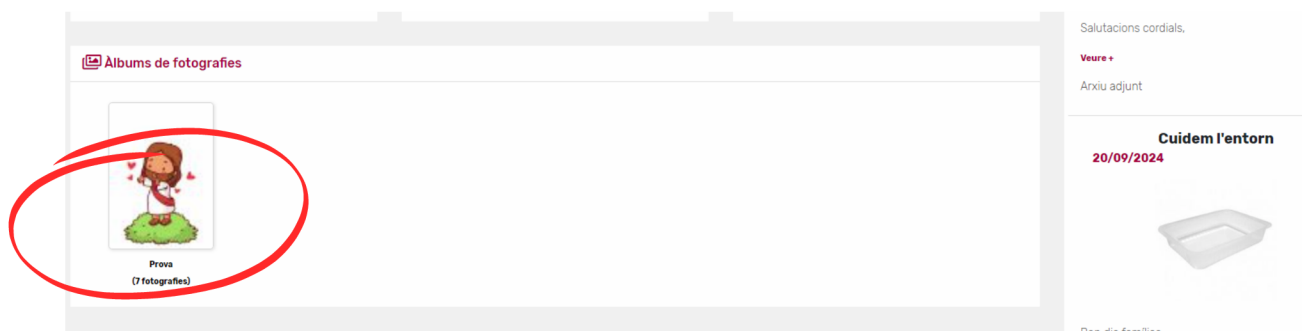 Àlbums de fotografies
Prova
(7 fotografies)
Salutacions cordials,
Veure +
Arxiu adjunt
Cuidem l'entorn
20/09/2024